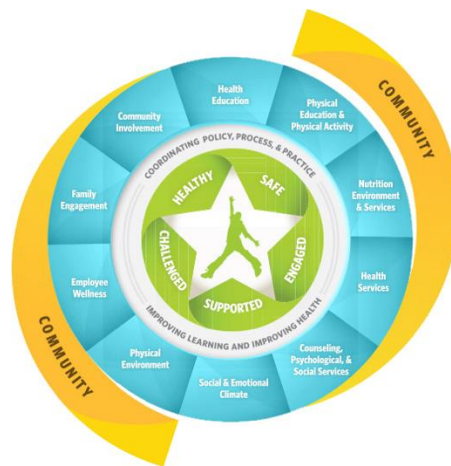 COMMUNITY
Health
Education
Physical
Education &
Physical Activity
Nutrition
Environment
& Services
Health
Services
Counseling,
Psychological, &
Social Services
Social & Emotional
Climate
Physical
Environment
Employee
Wellness
Family
Engagement
Community
Involvement
COORDINATING POLICY, PROCESS, & PRACTICE
IMPROVING LEARNING AND IMPROVING HEALTH
HEALTHY
SAFE
ENGAGED
SUPPORTED
CHALLENGED
COMMUNITY